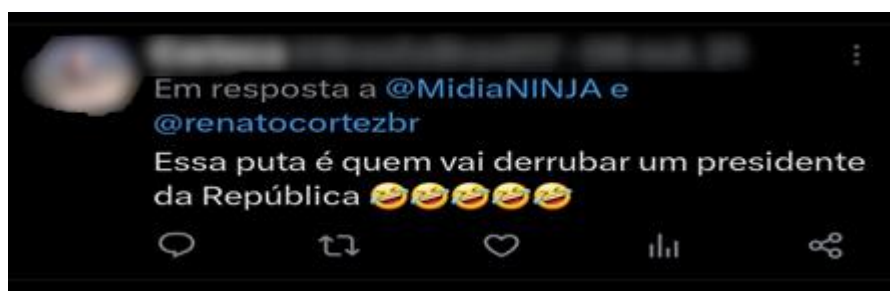 Em resposta a @MidiaNINJA e
@renatocortezbr
Essa puta é quem vai derrubar um presidente
da República 🤣🤣🤣🤣🤣